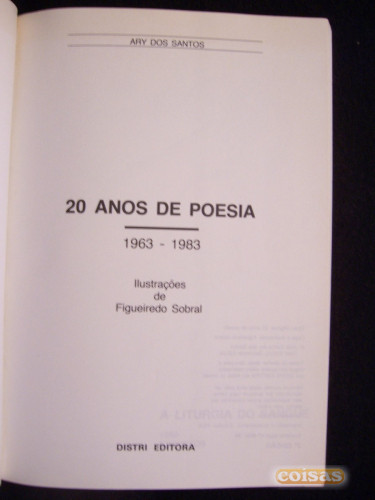 ARY DOS SANTOS
20 ANOS DE POESIA
1963 - 1983
Ilustrações
de
Figueiredo Sobral
DISTRI EDITORA
coisas